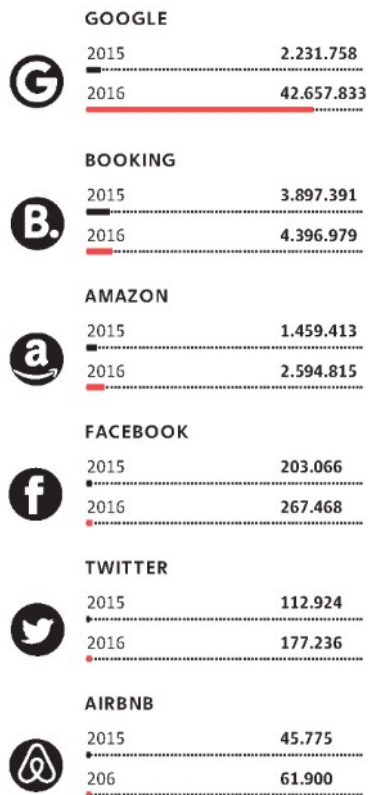 GOOGLE
2015 2.231.758
2016 42.657.833
BOOKING
2015 3.897.391
2016 4.396.979
AMAZON
2015 1.459.413
2016 2.594.815
FACEBOOK
2015 203.066
2016 267.468
TWITTER
2015 112.924
2016 177.236
AIRBNB
2015 45.775
206 61.900